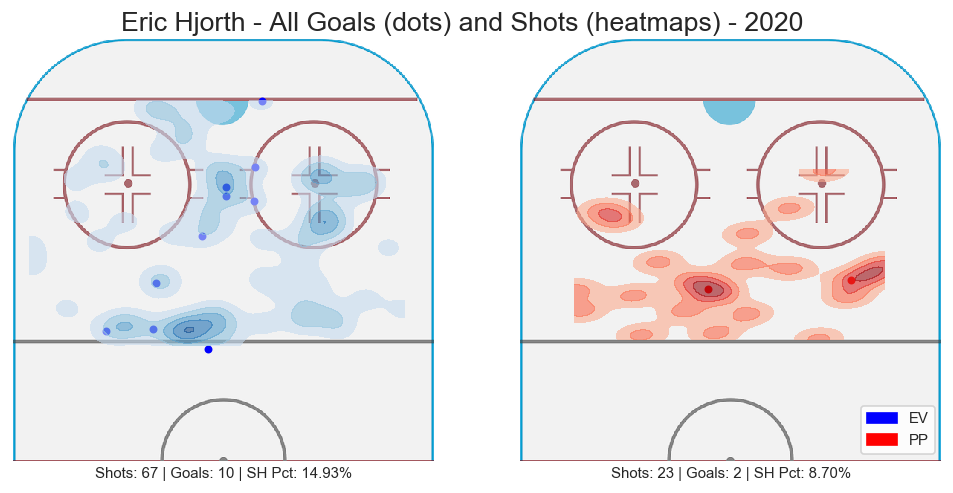 Eric Hjorth - All Goals (dots) and Shots (heatmaps) - 2020
EV
PP
Shots: 67 | Goals: 10 | SH Pct: 14.93%
Shots: 23 | Goals: 2 | SH Pct: 8.70%